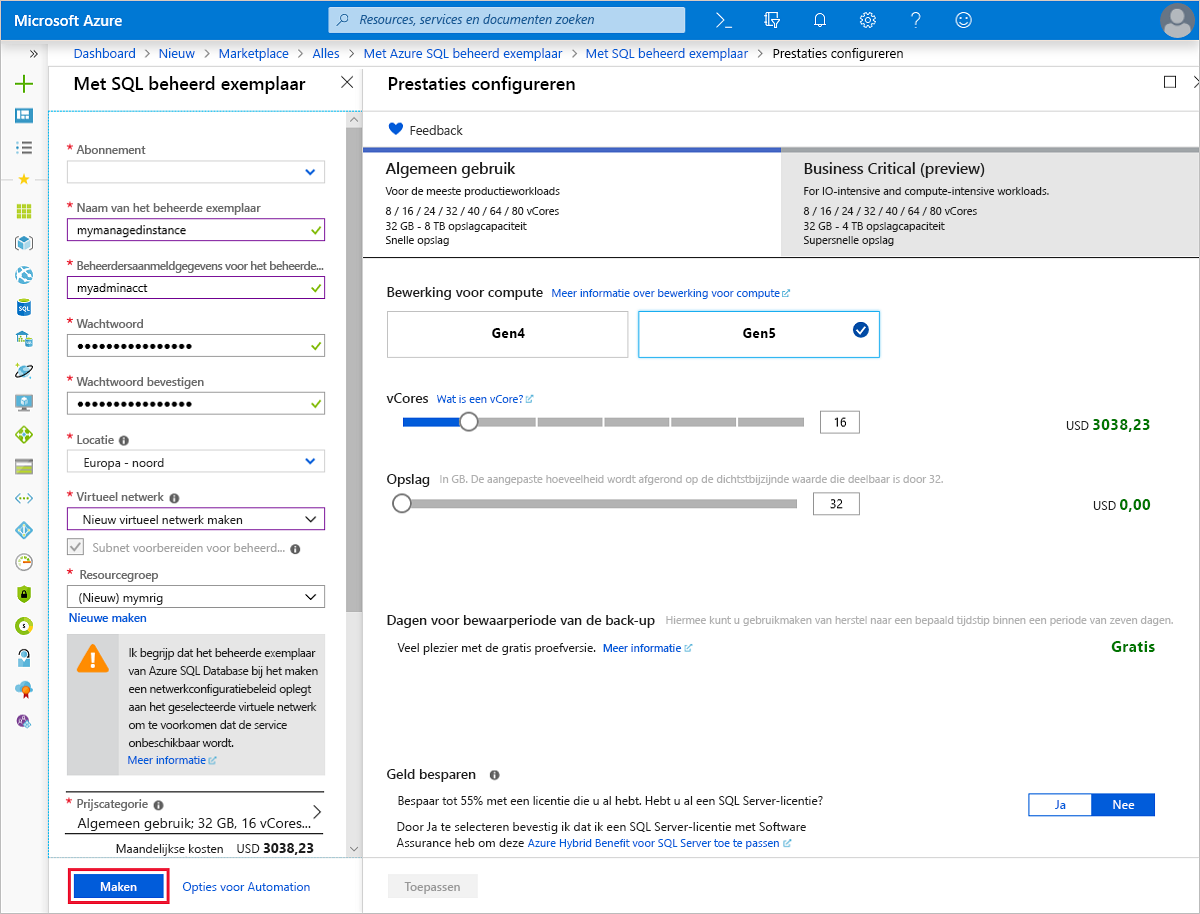 Microsoft Azure
Resources, services en documenten zoeken
Dashboard > Nieuw > Marketplace > Alles > Met Azure SQL beheerd exemplaar > Met SQL beheerd exemplaar > Prestaties configureren
Met SQL beheerd exemplaar
* Abonnement
* Naam van het beheerde exemplaar
mymanagedinstance
* Beheerdersaanmeldgegevens voor het beheerde...
myadminacct
* Wachtwoord
••••••••••••••••
* Wachtwoord bevestigen
••••••••••••••••
* Locatie
Europa - noord
* Virtueel netwerk
Nieuw virtueel netwerk maken
Subnet voorbereiden voor beheerd...
* Resourcegroep
(Nieuw) mymrig
Nieuwe maken
Ik begrijp dat het beheerde exemplaar
van Azure SQL Database bij het maken
een netwerkconfiguratiebeleid oplegt
aan het geselecteerde virtuele netwerk
om te voorkomen dat de service
onbeschikbaar wordt.
Meer informatie
* Prijscategorie
Algemeen gebruik; 32 GB, 16 vCores...
Maandelijkse kosten USD 3038,23
Maken
Opties voor Automation
Prestaties configureren
Feedback
Algemeen gebruik
Voor de meeste productieworkloads
8 / 16 / 24 / 32 / 40 / 64 / 80 vCores
32 GB - 8 TB opslagcapaciteit
Snelle opslag
Business Critical (preview)
For IO-intensive and compute-intensive workloads.
8 / 16 / 24 / 32 / 40 / 64 / 80 vCores
32 GB - 4 TB opslagcapaciteit
Supersnelle opslag
Bewerking voor compute Meer informatie over bewerking voor compute
Gen4
Gen5
vCores Wat is een vCore?
16
USD 3038,23
Opslag In GB. De aangepaste hoeveelheid wordt afgerond op de dichtstbijzijnde waarde die deelbaar is door 32.
32
USD 0,00
Dagen voor bewaarperiode van de back-up Hiermee kunt u gebruikmaken van herstel naar een bepaald tijdstip binnen een periode van zeven dagen.
Veel plezier met de gratis proefversie. Meer informatie
Gratis
Geld besparen
Bespaar tot 55% met een licentie die u al hebt. Hebt u al een SQL Server-licentie?
Ja
Nee
Door Ja te selecteren bevestig ik dat ik een SQL Server-licentie met Software
Assurance heb om deze Azure Hybrid Benefit voor SQL Server toe te passen
Toepassen